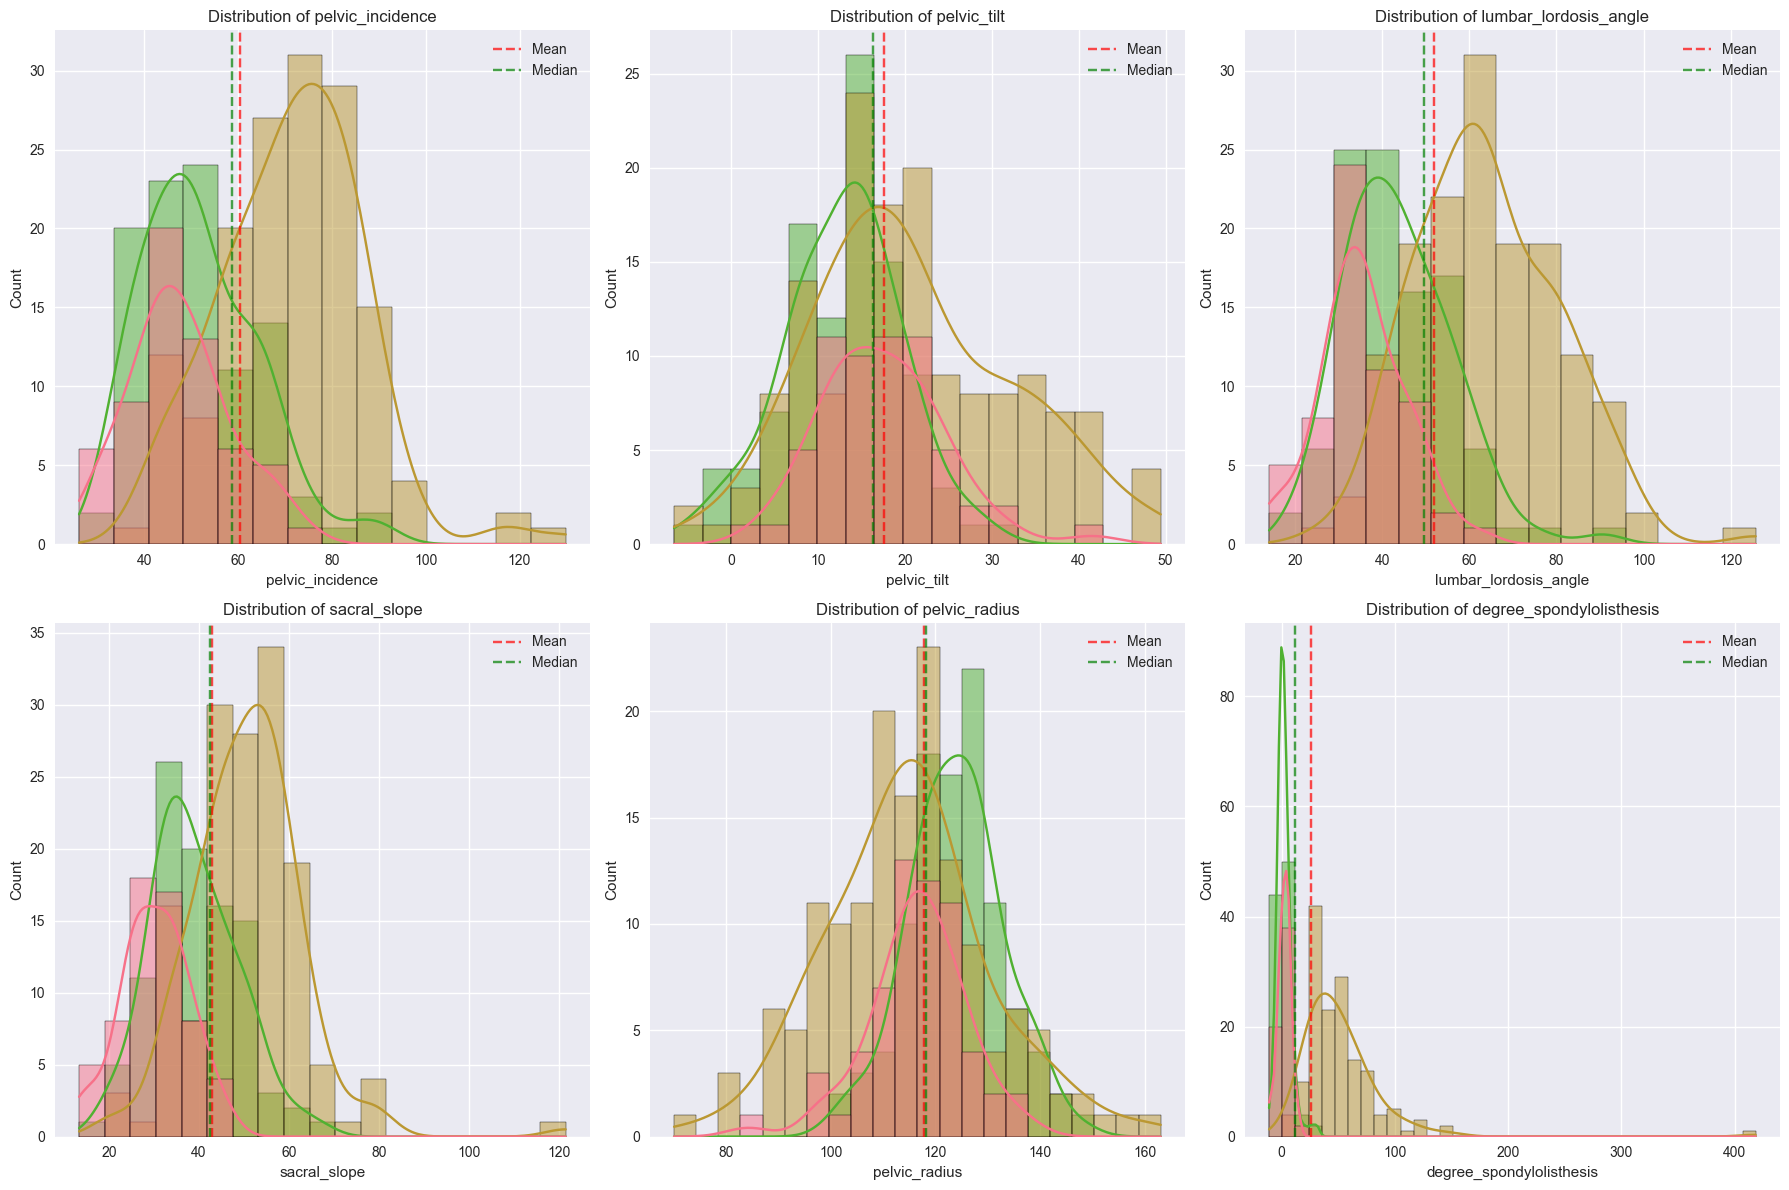 Distribution of pelvic_incidence
Mean
Median
Count
0
5
10
15
20
25
30
40
60
80
100
120
pelvic_incidence
Distribution of pelvic_tilt
Mean
Median
Count
0
5
10
15
20
25
0
10
20
30
40
50
pelvic_tilt
Distribution of lumbar_lordosis_angle
Mean
Median
Count
0
5
10
15
20
25
30
20
40
60
80
100
120
lumbar_lordosis_angle
Distribution of sacral_slope
Mean
Median
Count
0
5
10
15
20
25
30
35
20
40
60
80
100
120
sacral_slope
Distribution of pelvic_radius
Mean
Median
Count
0
5
10
15
20
80
100
120
140
160
pelvic_radius
Distribution of degree_spondylolisthesis
Mean
Median
Count
0
20
40
60
80
0
100
200
300
400
degree_spondylolisthesis